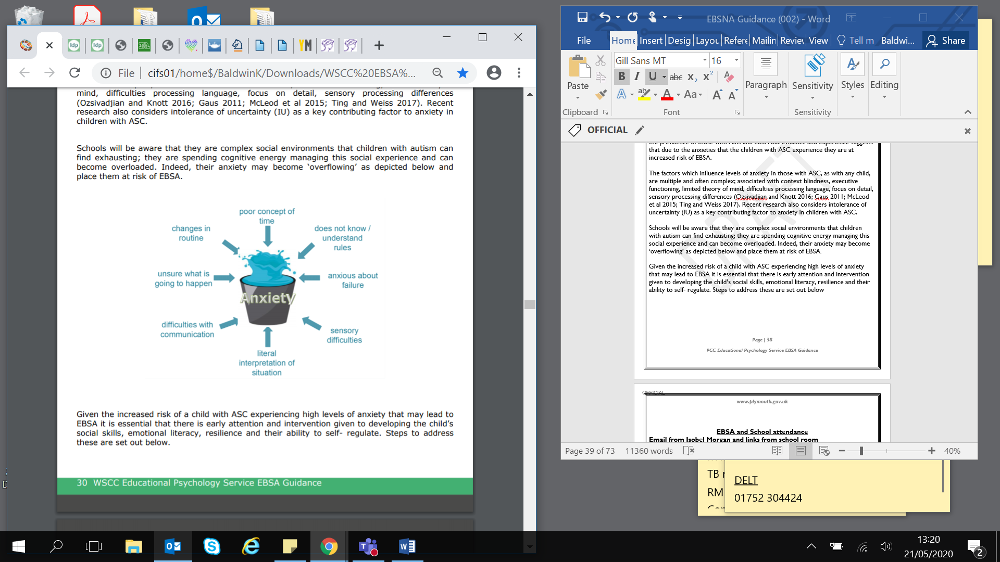 File
cifs01/home$/BaldwinK/Downloads/WSCC%20EBSA%...
mind, difficulties processing language, focus on detail, sensory processing differences
(Ozsivadjian and Knott 2016; Gaus 2011; McLeod et al 2015; Ting and Weiss 2017). Recent
research also considers intolerance of uncertainty (IU) as a key contributing factor to anxiety in
children with ASC.
Schools will be aware that they are complex social environments that children with autism can
find exhausting; they are spending cognitive energy managing this social experience and can
become overloaded. Indeed, their anxiety may become ‘overflowing’ as depicted below and
place them at risk of EBSA.
poor concept of
time
changes in
routine
does not know /
understand
rules
unsure what is
going to happen
anxious about
failure
Anxiety
difficulties with
communication
sensory
difficulties
literal
interpretation of
situation
Given the increased risk of a child with ASC experiencing high levels of anxiety that may lead to
EBSA it is essential that there is early attention and intervention given to developing the child’s
social skills, emotional literacy, resilience and their ability to self- regulate. Steps to address
these are set out below.
30 WSCC Educational Psychology Service EBSA Guidance
EBSNA Guidance (002) - Word
File Home Insert Desig Layou Refere Mailin Review View Tell m Baldwi... Share
Gill Sans MT 16
Paste
B I U abc X2 X2
A ab A Aa A A
Paragraph Sensitivity Styles Editing
Clipboard Font Sensitivity
OFFICIAL
the prevalence of those with ASC and EBSA but evidence and experience suggests
that due to the anxieties that the children with ASC experience they are at
increased risk of EBSA.
The factors which influence levels of anxiety in those with ASC, as with any child,
are multiple and often complex; associated with context blindness, executive
functioning, limited theory of mind, difficulties processing language, focus on detail,
sensory processing differences (Ozsivadjian and Knott 2016; Gaus 2011; McLeod
et al 2015; Ting and Weiss 2017). Recent research also considers intolerance of
uncertainty (IU) as a key contributing factor to anxiety in children with ASC.
Schools will be aware that they are complex social environments that children
with autism can find exhausting; they are spending cognitive energy managing this
social experience and can become overloaded. Indeed, their anxiety may become
‘overflowing’ as depicted below and place them at risk of EBSA.
Given the increased risk of a child with ASC experiencing high levels of anxiety
that may lead to EBSA it is essential that there is early attention and intervention
given to developing the child’s social skills, emotional literacy, resilience and their
ability to self- regulate. Steps to address these are set out below
DRAFT
Page | 38
PCC Educational Psychology Service EBSA Guidance
OFFICIAL
www.plymouth.gov.uk
EBSA and School attendance
Email from Isobel Morgan and links from school room
Page 39 of 73 11360 words 40%
TB
RM
DELT
01752 304424
13:20
21/05/2020
2